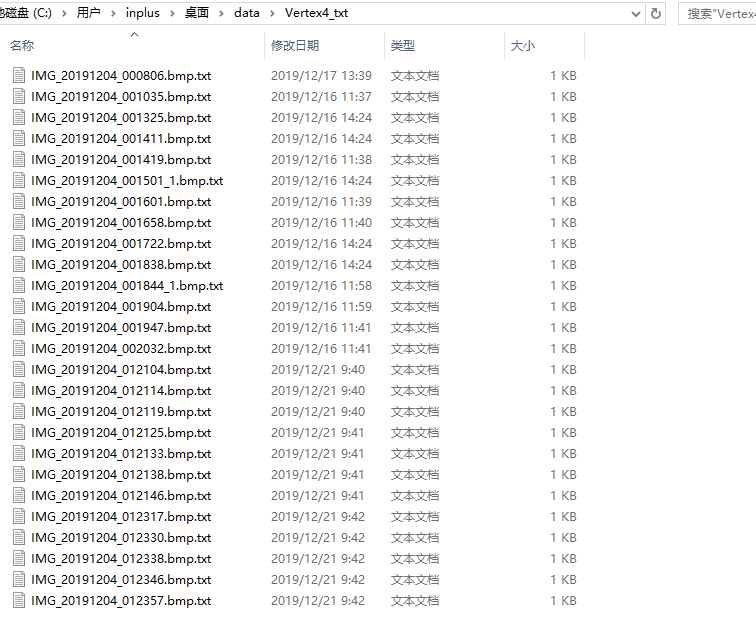 地磁盘 (C:) › 用户 › inplus › 桌面 › data › Vertex4_txt 搜索"Vertex4
名称 修改日期 类型 大小
IMG_20191204_000806.bmp.txt 2019/12/17 13:39 文本文档 1 KB
IMG_20191204_001035.bmp.txt 2019/12/16 11:37 文本文档 1 KB
IMG_20191204_001325.bmp.txt 2019/12/16 14:24 文本文档 1 KB
IMG_20191204_001411.bmp.txt 2019/12/16 14:24 文本文档 1 KB
IMG_20191204_001419.bmp.txt 2019/12/16 11:38 文本文档 1 KB
IMG_20191204_001501_1.bmp.txt 2019/12/16 14:24 文本文档 1 KB
IMG_20191204_001601.bmp.txt 2019/12/16 11:39 文本文档 1 KB
IMG_20191204_001658.bmp.txt 2019/12/16 11:40 文本文档 1 KB
IMG_20191204_001722.bmp.txt 2019/12/16 14:24 文本文档 1 KB
IMG_20191204_001838.bmp.txt 2019/12/16 14:24 文本文档 1 KB
IMG_20191204_001844_1.bmp.txt 2019/12/16 11:58 文本文档 1 KB
IMG_20191204_001904.bmp.txt 2019/12/16 11:59 文本文档 1 KB
IMG_20191204_001947.bmp.txt 2019/12/16 11:41 文本文档 1 KB
IMG_20191204_002032.bmp.txt 2019/12/16 11:41 文本文档 1 KB
IMG_20191204_012104.bmp.txt 2019/12/21 9:40 文本文档 1 KB
IMG_20191204_012114.bmp.txt 2019/12/21 9:40 文本文档 1 KB
IMG_20191204_012119.bmp.txt 2019/12/21 9:40 文本文档 1 KB
IMG_20191204_012125.bmp.txt 2019/12/21 9:41 文本文档 1 KB
IMG_20191204_012133.bmp.txt 2019/12/21 9:41 文本文档 1 KB
IMG_20191204_012138.bmp.txt 2019/12/21 9:41 文本文档 1 KB
IMG_20191204_012146.bmp.txt 2019/12/21 9:41 文本文档 1 KB
IMG_20191204_012317.bmp.txt 2019/12/21 9:42 文本文档 1 KB
IMG_20191204_012330.bmp.txt 2019/12/21 9:42 文本文档 1 KB
IMG_20191204_012338.bmp.txt 2019/12/21 9:42 文本文档 1 KB
IMG_20191204_012346.bmp.txt 2019/12/21 9:42 文本文档 1 KB
IMG_20191204_012357.bmp.txt 2019/12/21 9:42 文本文档 1 KB